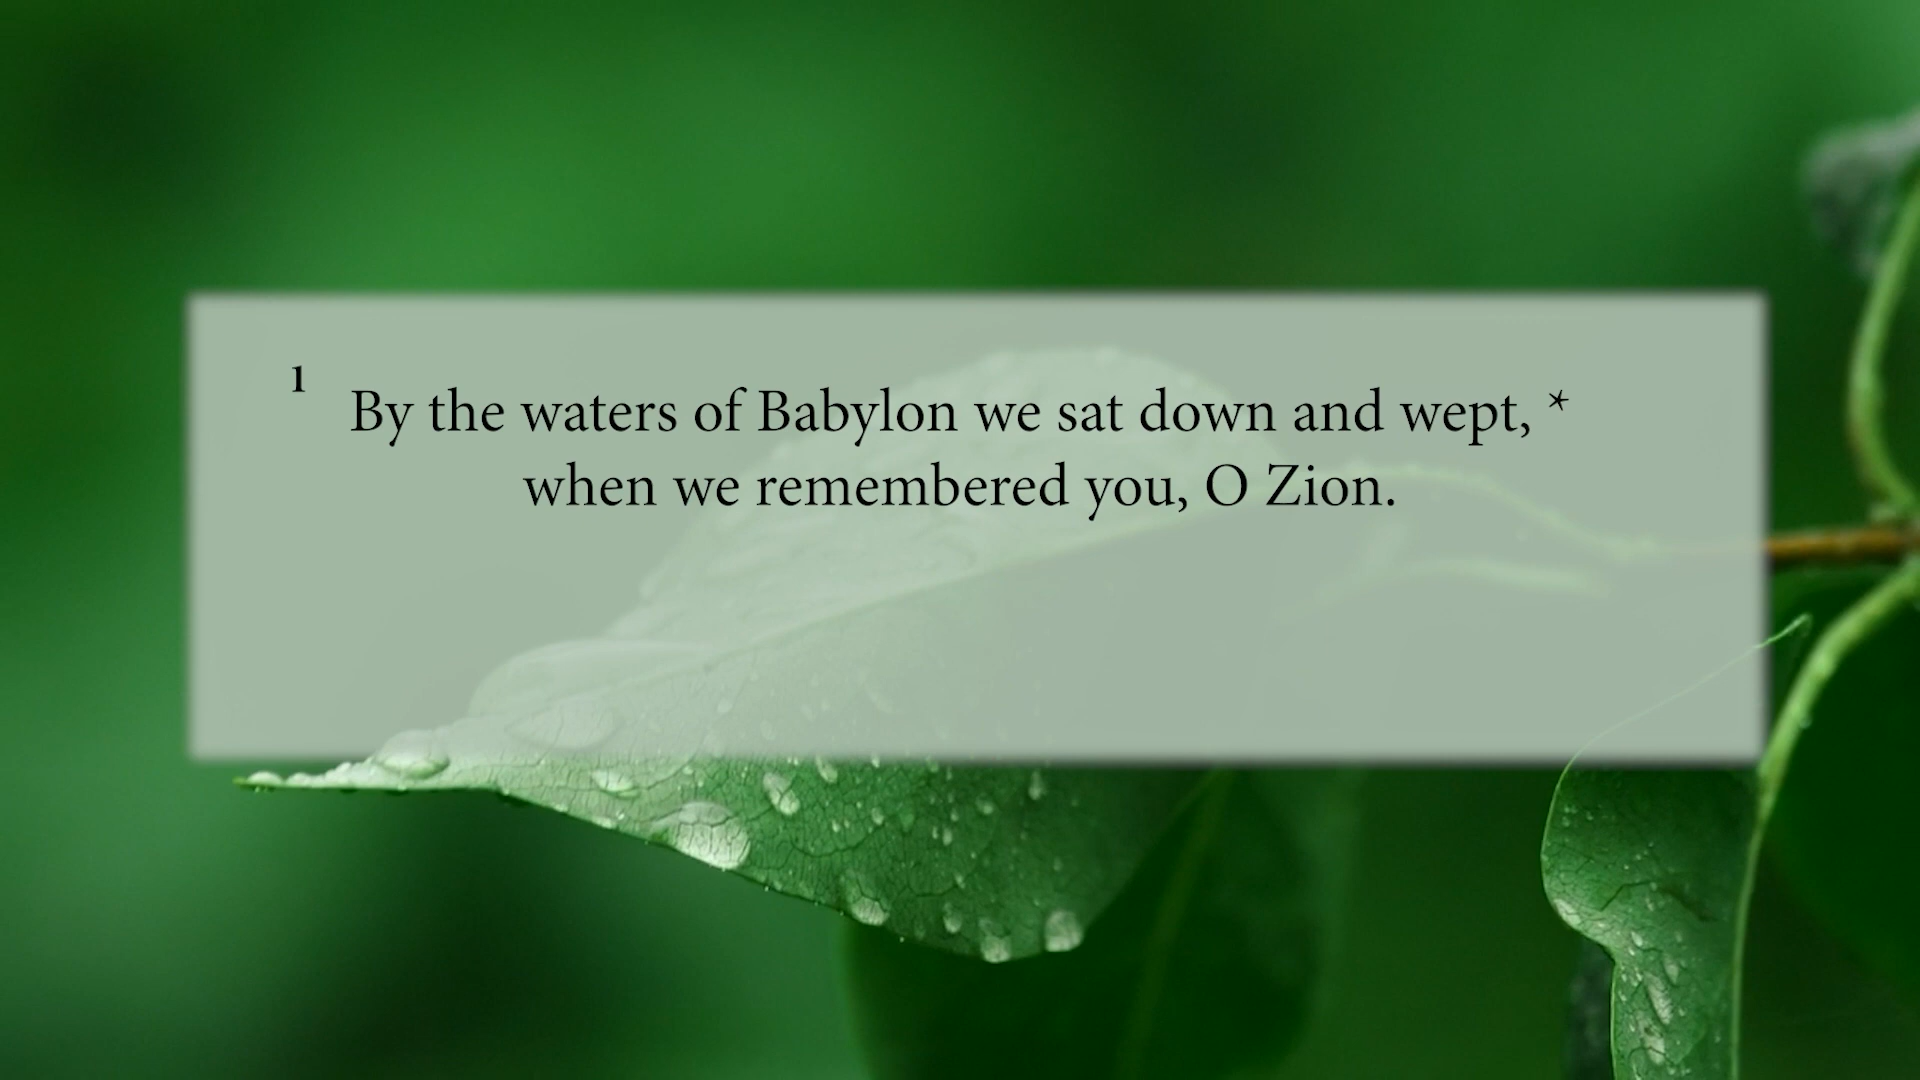 1 By the waters of Babylon we sat down and wept, *
when we remembered you, O Zion.